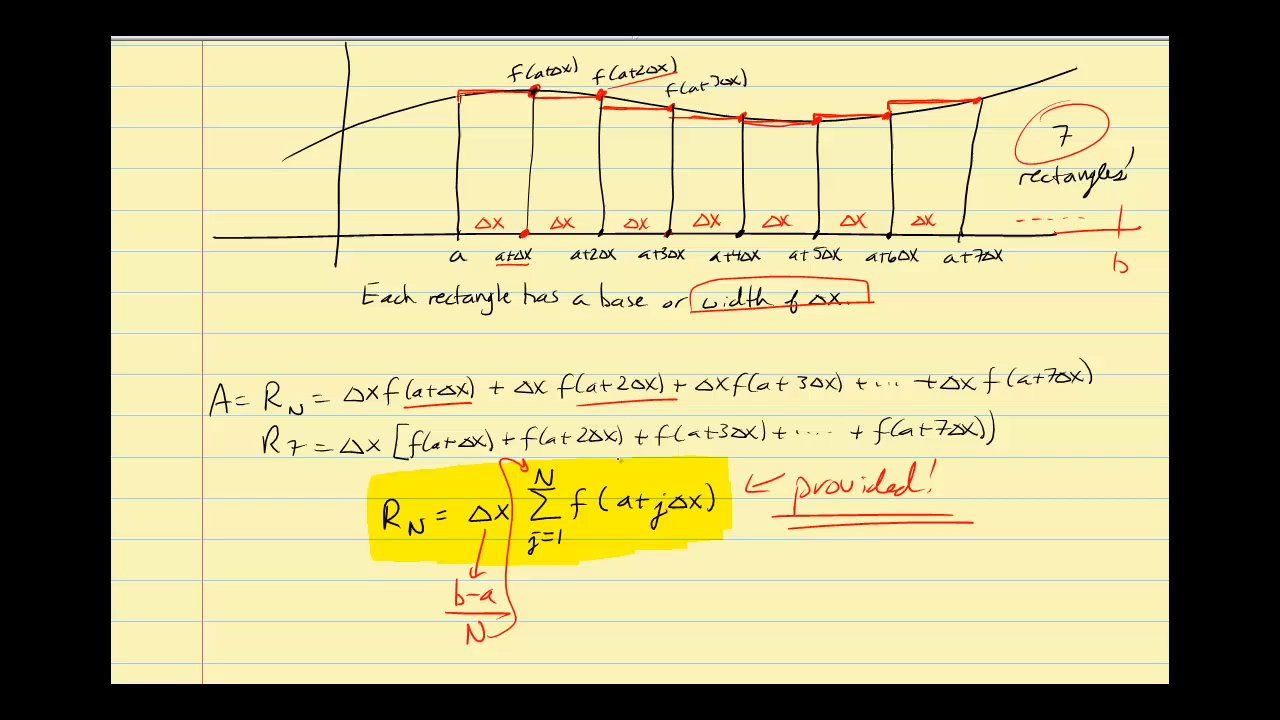 f(a+Δx) f(a+2Δx) f(a+3Δx)
7
rectangles!
Δx Δx Δx Δx Δx Δx Δx
a a+Δx a+2Δx a+3Δx a+4Δx a+5Δx a+6Δx a+7Δx b
Each rectangle has a base or width of Δx.
A = R_N = Δx f(a+Δx) + Δx f(a+2Δx) + Δx f(a+3Δx) + ... + Δx f(a+7Δx)
R_7 = Δx [f(a+Δx) + f(a+2Δx) + f(a+3Δx) + .... + f(a+7Δx)]
N
R_N = Δx Σ f(a+jΔx) ← provided!
j=1
b-a
N